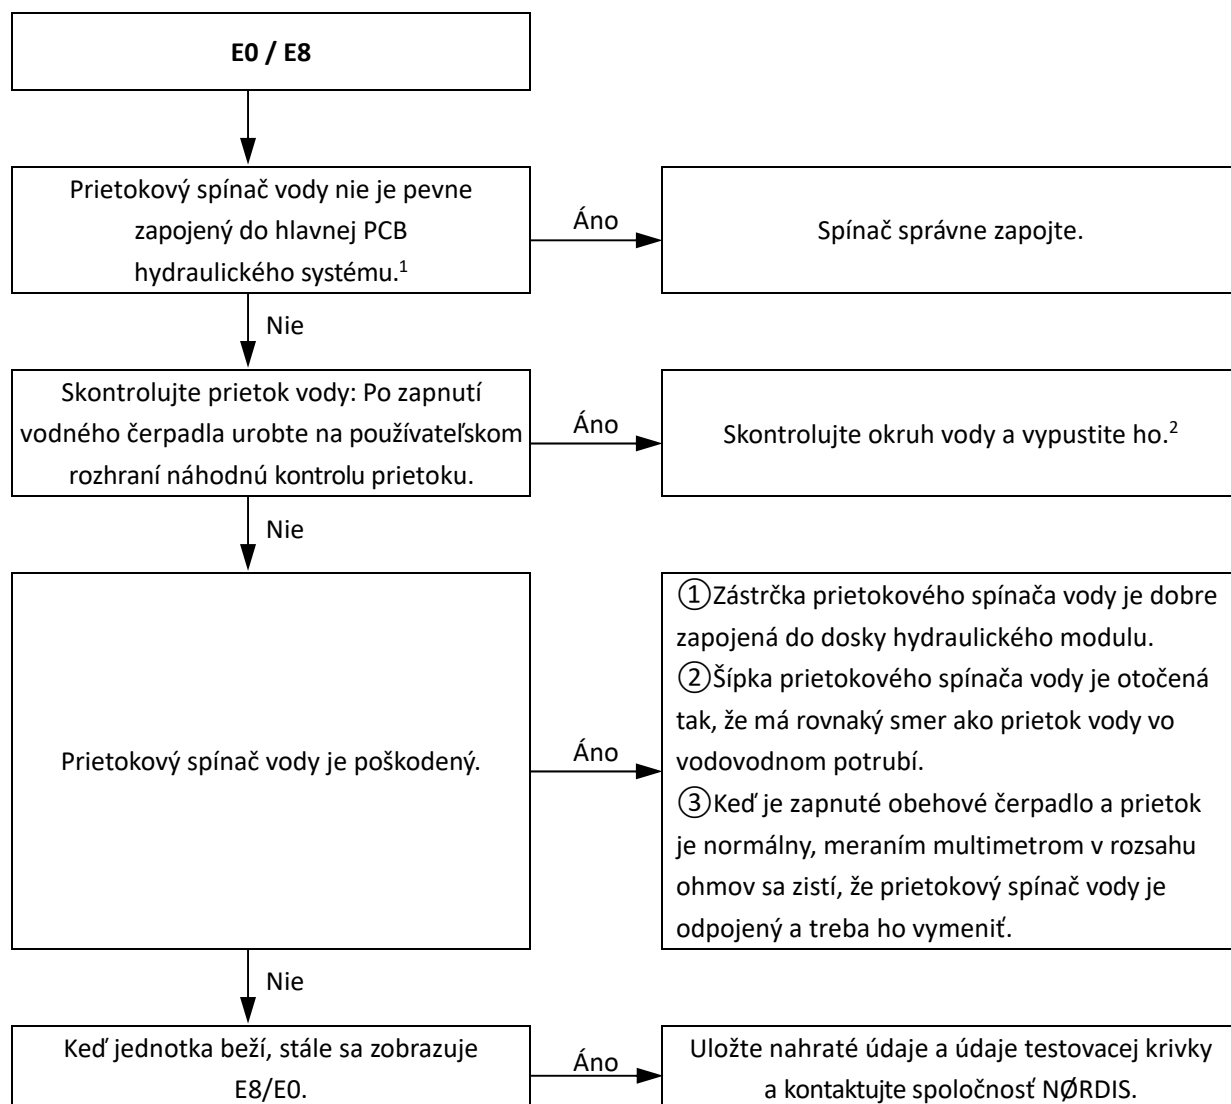 E0 / E8
Prietokový spínač vody nie je pevne
zapojený do hlavnej PCB
hydraulického systému.¹
Áno
Spínač správne zapojte.
Nie
Skontrolujte prietok vody: Po zapnutí
vodného čerpadla urobte na používateľskom
rozhraní náhodnú kontrolu prietoku.
Áno
Skontrolujte okruh vody a vypustite ho.²
Nie
Prietokový spínač vody je poškodený.
Áno
①Zástrčka prietokového spínača vody je dobre
zapojená do dosky hydraulického modulu.
②Šípka prietokového spínača vody je otočená
tak, že má rovnaký smer ako prietok vody vo
vodovodnom potrubí.
③Keď je zapnuté obehové čerpadlo a prietok
je normálny, meraním multimetrom v rozsahu
ohmov sa zistí, že prietokový spínač vody je
odpojený a treba ho vymeniť.
Nie
Keď jednotka beží, stále sa zobrazuje
E8/E0.
Áno
Uložte nahraté údaje a údaje testovacej krivky
a kontaktujte spoločnosť NØRDIS.